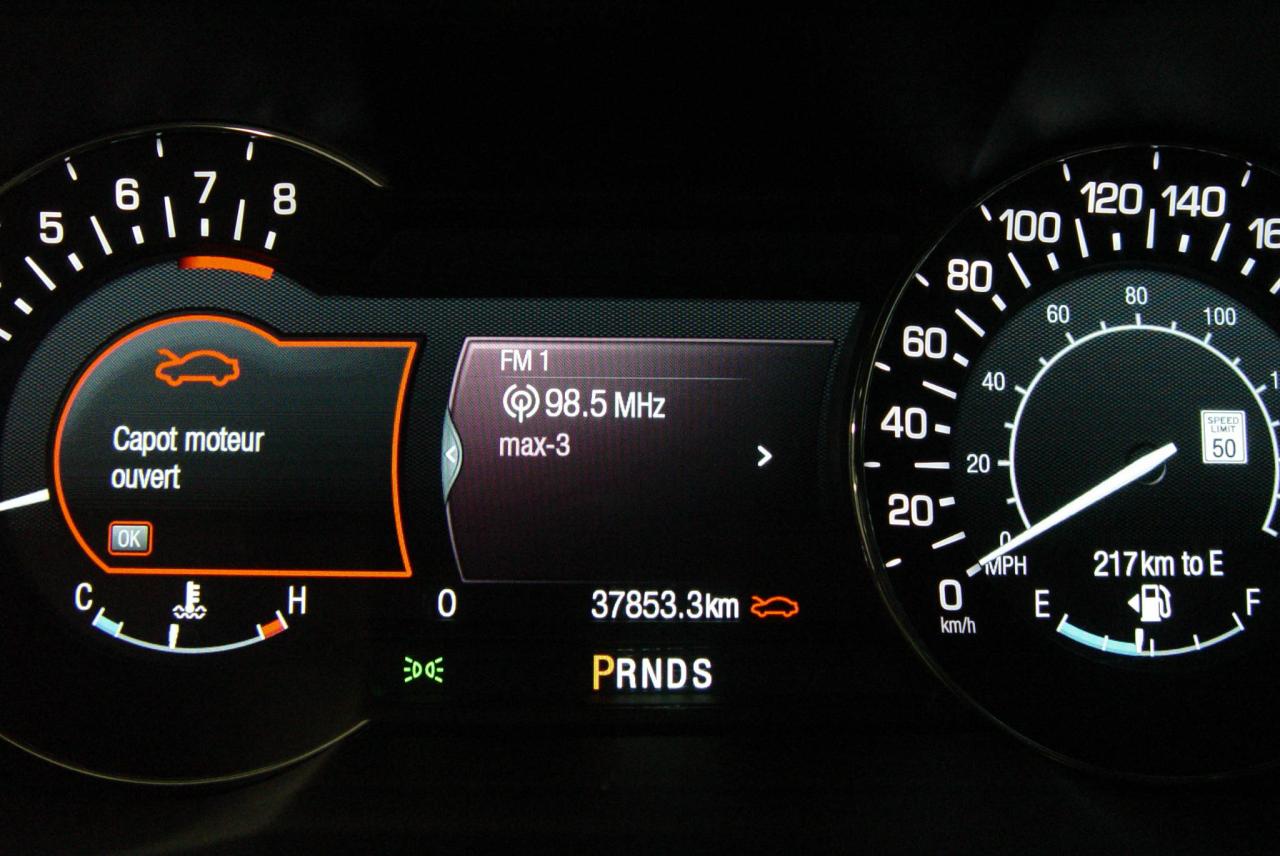 5
6
7
8
Capot moteur
ouvert
OK
C
H
FM 1
98.5 MHz
max-3
O
37853.3km
PRNDS
0
20
40
60
80
100
120
140
km/h
0
20
40
60
80
100
MPH
SPEED
LIMIT
50
217km to E
E
F